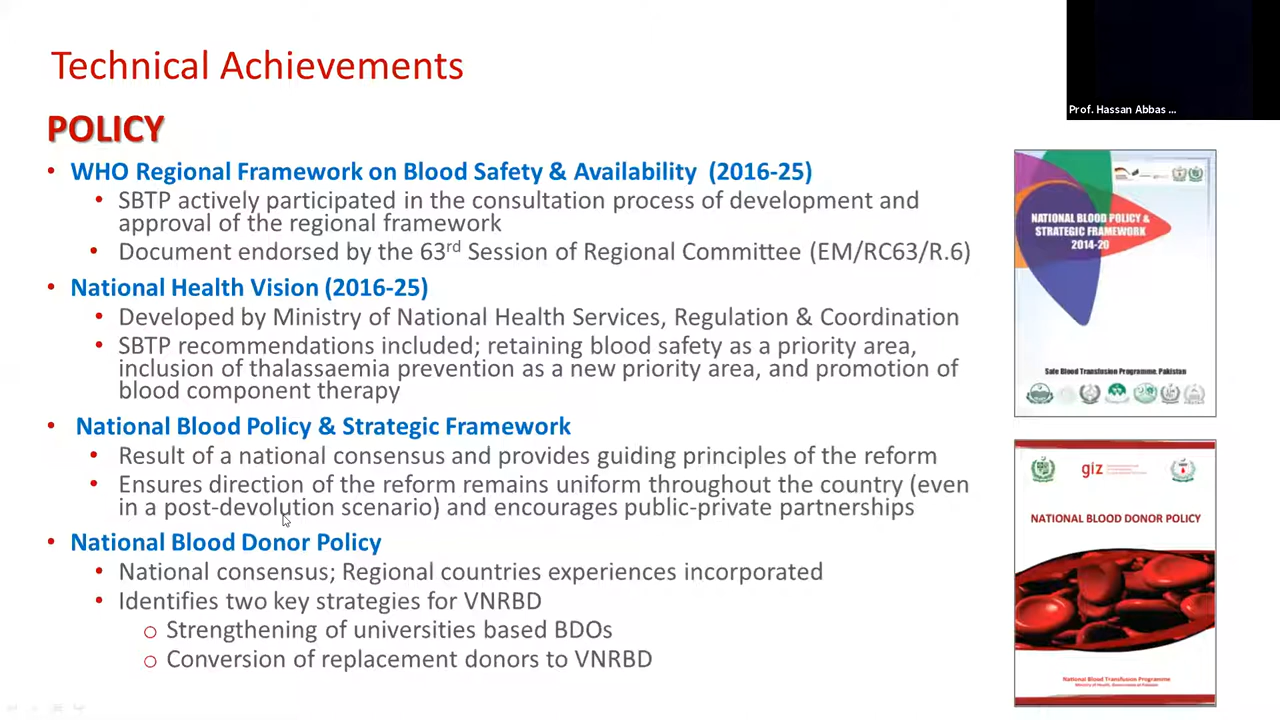 Technical Achievements
Prof. Hassan Abbas ...
POLICY
• WHO Regional Framework on Blood Safety & Availability (2016-25)
• SBTP actively participated in the consultation process of development and
approval of the regional framework
• Document endorsed by the 63rd Session of Regional Committee (EM/RC63/R.6)
• National Health Vision (2016-25)
• Developed by Ministry of National Health Services, Regulation & Coordination
• SBTP recommendations included; retaining blood safety as a priority area,
inclusion of thalassaemia prevention as a new priority area, and promotion of
blood component therapy
• National Blood Policy & Strategic Framework
• Result of a national consensus and provides guiding principles of the reform
• Ensures direction of the reform remains uniform throughout the country (even
in a post-devolution scenario) and encourages public-private partnerships
• National Blood Donor Policy
• National consensus; Regional countries experiences incorporated
• Identifies two key strategies for VNRBD
o Strengthening of universities based BDOs
o Conversion of replacement donors to VNRBD
NATIONAL BLOOD POLICY &
STRATEGIC FRAMEWORK
2014-20
Safe Blood Transfusion Programme, Pakistan
giz
NATIONAL BLOOD DONOR POLICY
National Blood Transfusion Programme
Ministry of Health, Government of Pakistan